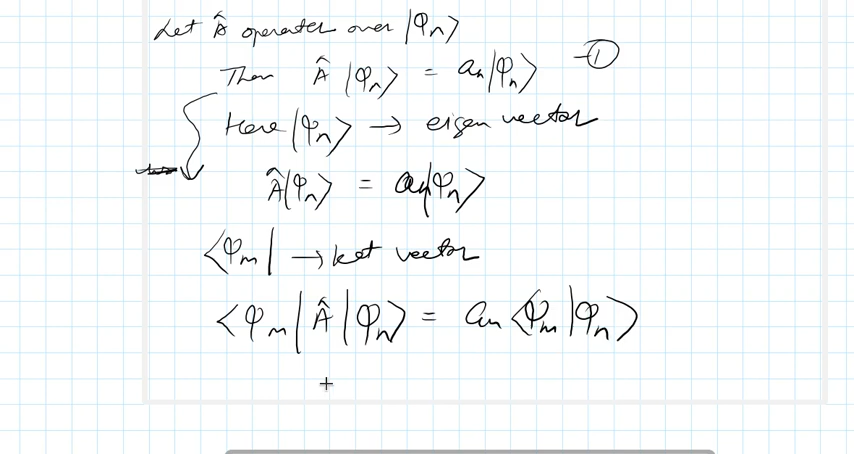 Let Â operator over |φₙ⟩
Then Â |φₙ⟩ = aₙ|φₙ⟩ -①
Here |φₙ⟩ → eigen vector
Â|φₙ⟩ = aₙ|φₙ⟩
⟨φₘ| → ket vector
⟨φₘ|Â|φₙ⟩ = aₙ⟨φₘ|φₙ⟩